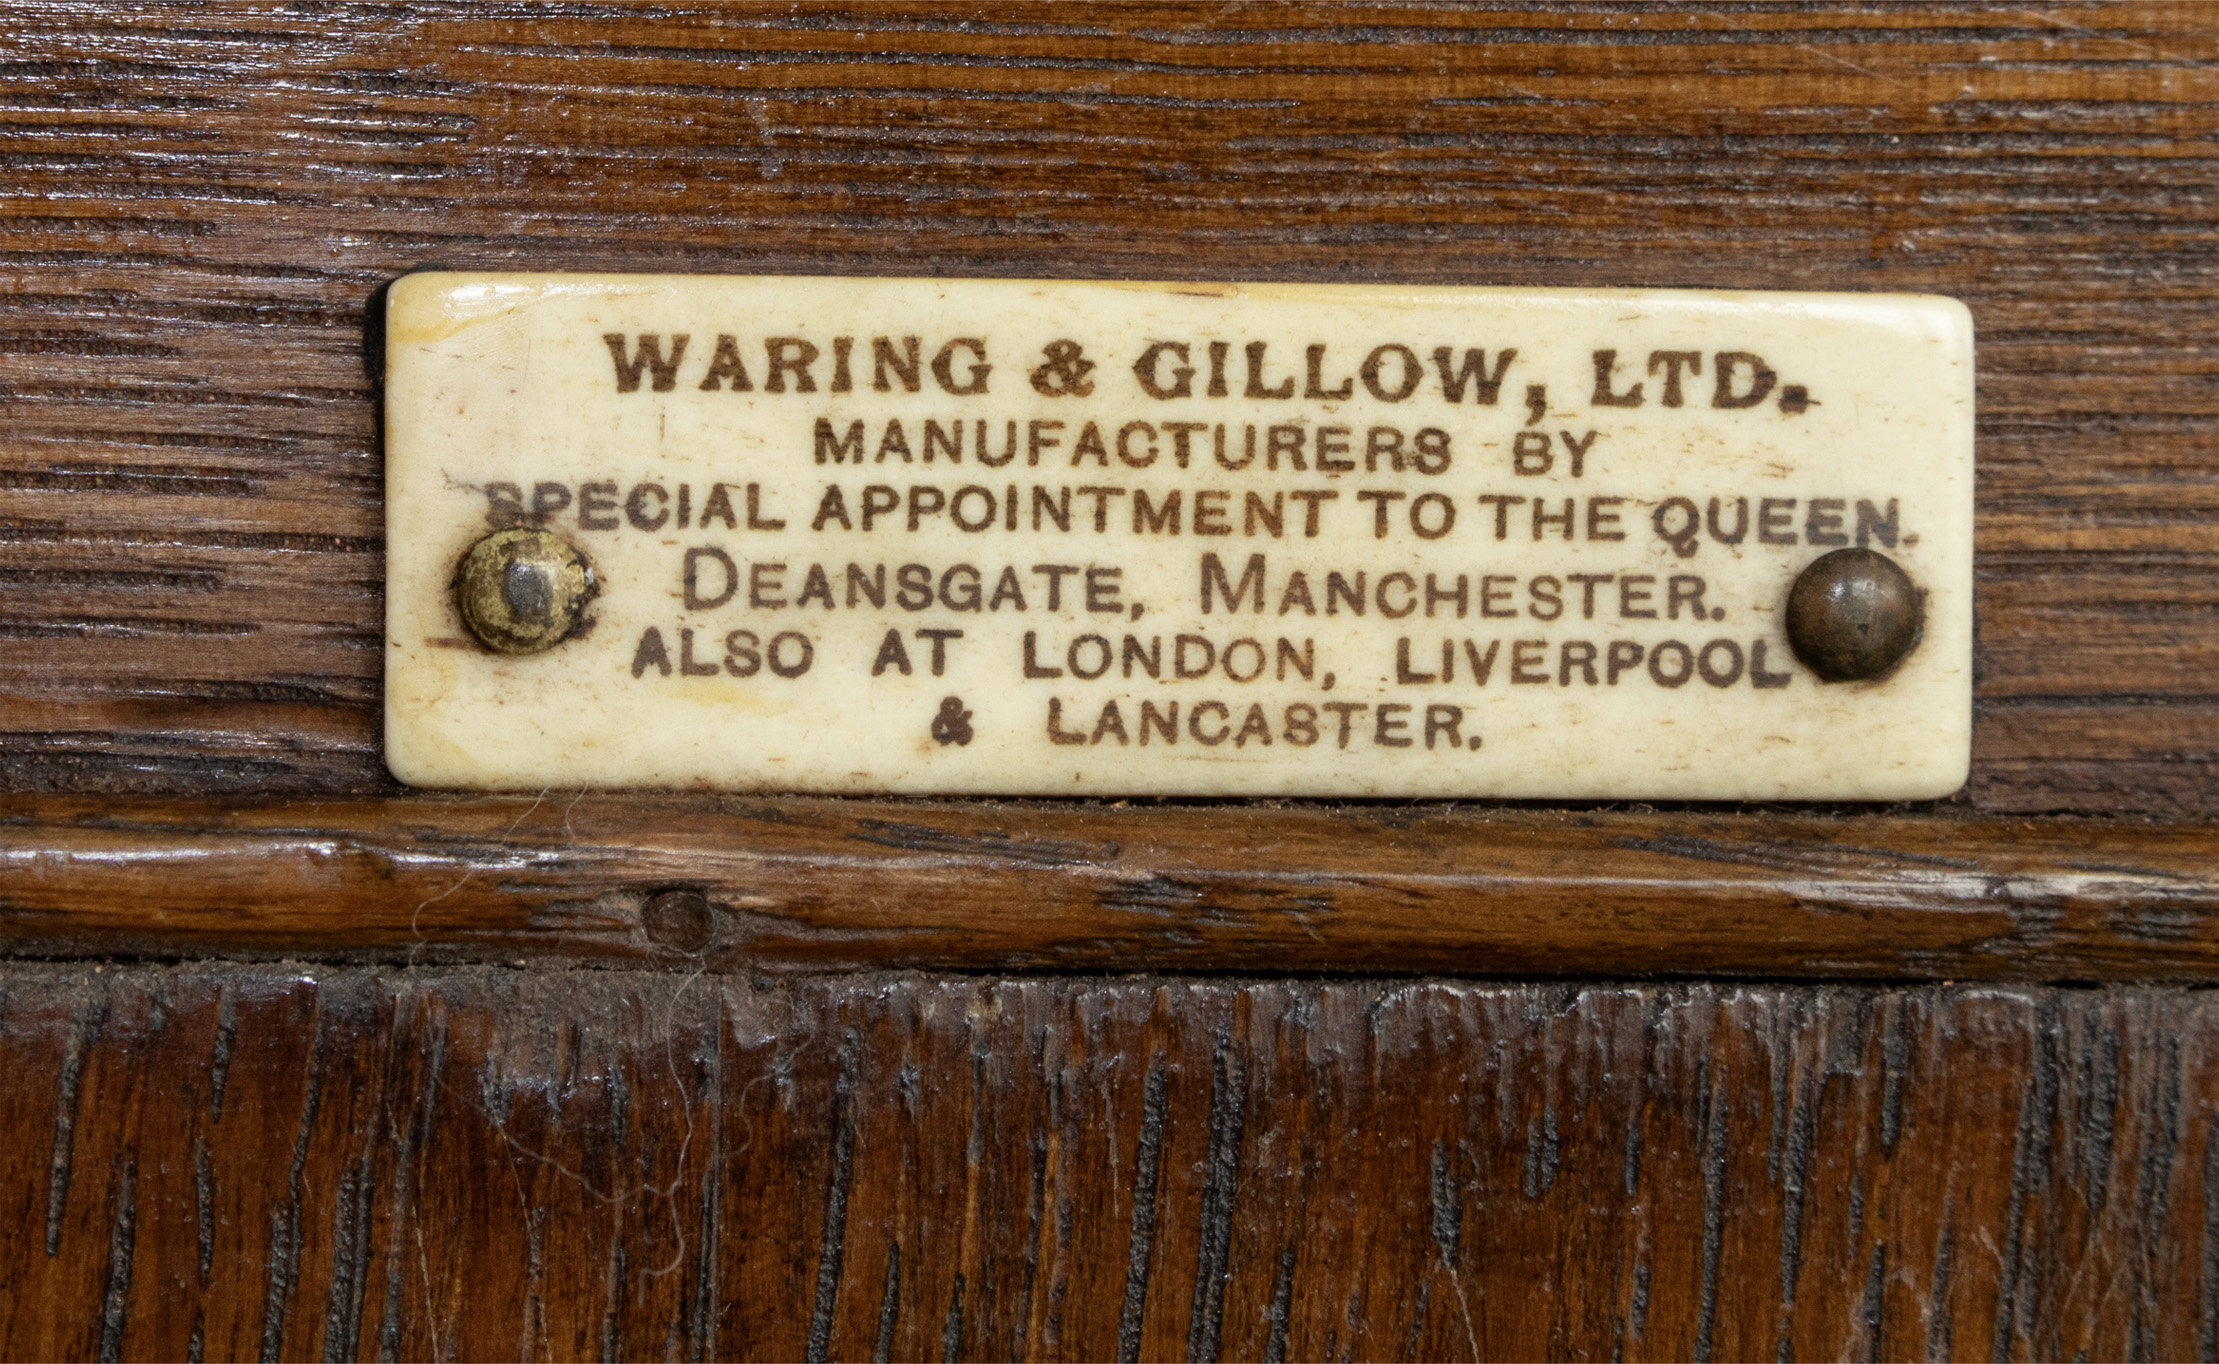 WARING & GILLOW, LTD.
MANUFACTURERS BY
SPECIAL APPOINTMENT TO THE QUEEN.
DEANSGATE, MANCHESTER.
ALSO AT LONDON, LIVERPOOL
& LANCASTER.